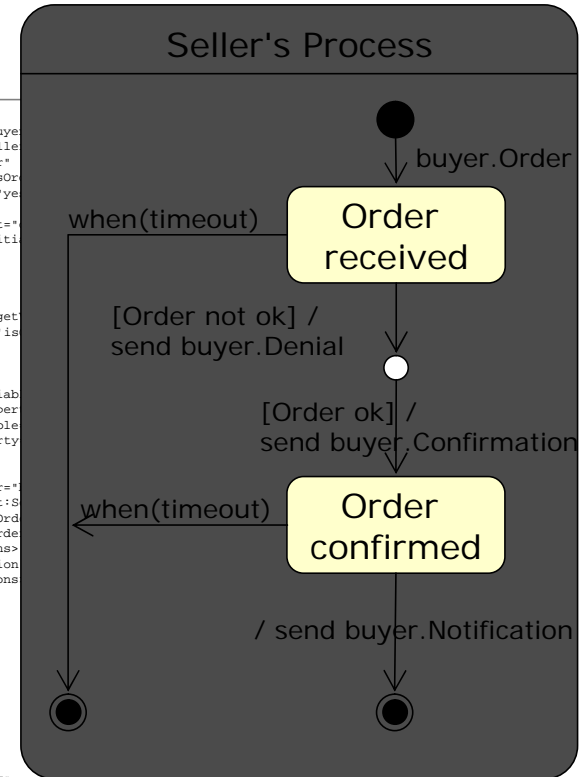 Seller's Process
buyer.Order
Order
received
when(timeout)
[Order not ok] /
send buyer.Denial
[Order ok] /
send buyer.Confirmation
when(timeout)
Order
confirmed
/ send buyer.Notification